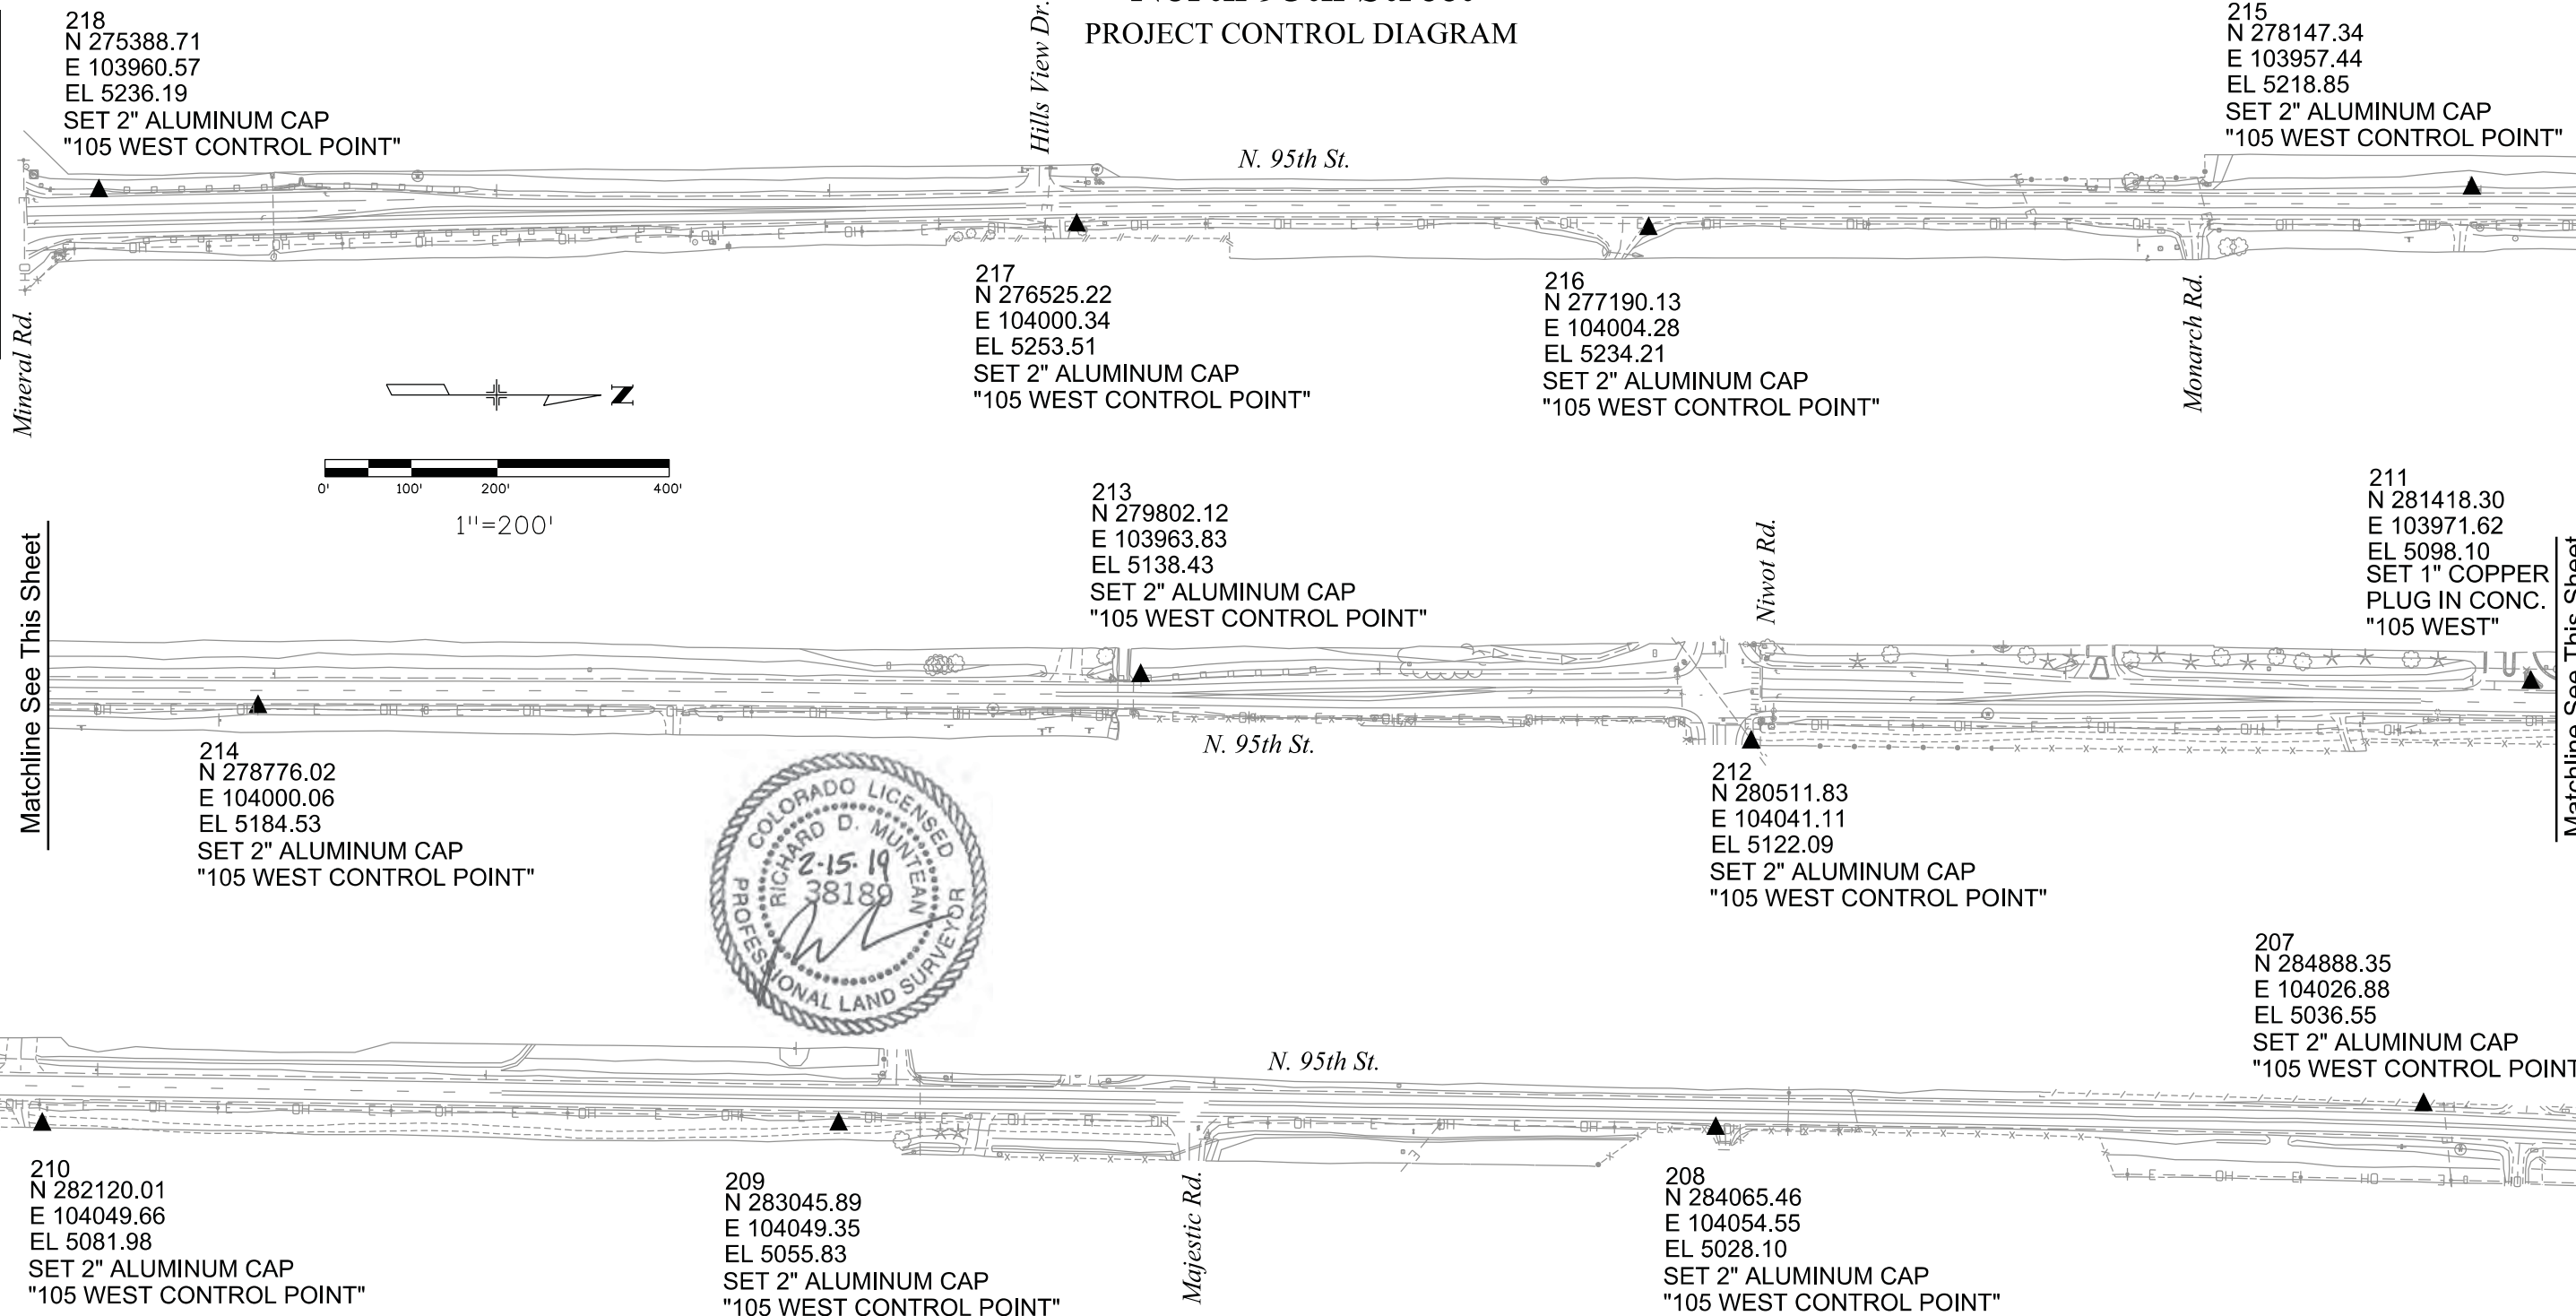 PROJECT CONTROL DIAGRAM
218
N 275388.71
E 103960.57
EL 5236.19
SET 2" ALUMINUM CAP
"105 WEST CONTROL POINT"
Hills View Dr.
N. 95th St.
215
N 278147.34
E 103957.44
EL 5218.85
SET 2" ALUMINUM CAP
"105 WEST CONTROL POINT"
Mineral Rd.
217
N 276525.22
E 104000.34
EL 5253.51
SET 2" ALUMINUM CAP
"105 WEST CONTROL POINT"
216
N 277190.13
E 104004.28
EL 5234.21
SET 2" ALUMINUM CAP
"105 WEST CONTROL POINT"
Monarch Rd.
N
0' 100' 200' 400'
1"=200'
Matchline See This Sheet
213
N 279802.12
E 103963.83
EL 5138.43
SET 2" ALUMINUM CAP
"105 WEST CONTROL POINT"
Niwot Rd.
211
N 281418.30
E 103971.62
EL 5098.10
SET 1" COPPER
PLUG IN CONC.
"105 WEST"
Matchline See This Sheet
N. 95th St.
214
N 278776.02
E 104000.06
EL 5184.53
SET 2" ALUMINUM CAP
"105 WEST CONTROL POINT"
COLORADO LICENSED
RICHARD D. MUNTEAN
2-15-19
38189
PROFESSIONAL LAND SURVEYOR
212
N 280511.83
E 104041.11
EL 5122.09
SET 2" ALUMINUM CAP
"105 WEST CONTROL POINT"
207
N 284888.35
E 104026.88
EL 5036.55
SET 2" ALUMINUM CAP
"105 WEST CONTROL POINT
N. 95th St.
210
N 282120.01
E 104049.66
EL 5081.98
SET 2" ALUMINUM CAP
"105 WEST CONTROL POINT"
209
N 283045.89
E 104049.35
EL 5055.83
SET 2" ALUMINUM CAP
"105 WEST CONTROL POINT"
Majestic Rd.
208
N 284065.46
E 104054.55
EL 5028.10
SET 2" ALUMINUM CAP
"105 WEST CONTROL POINT"